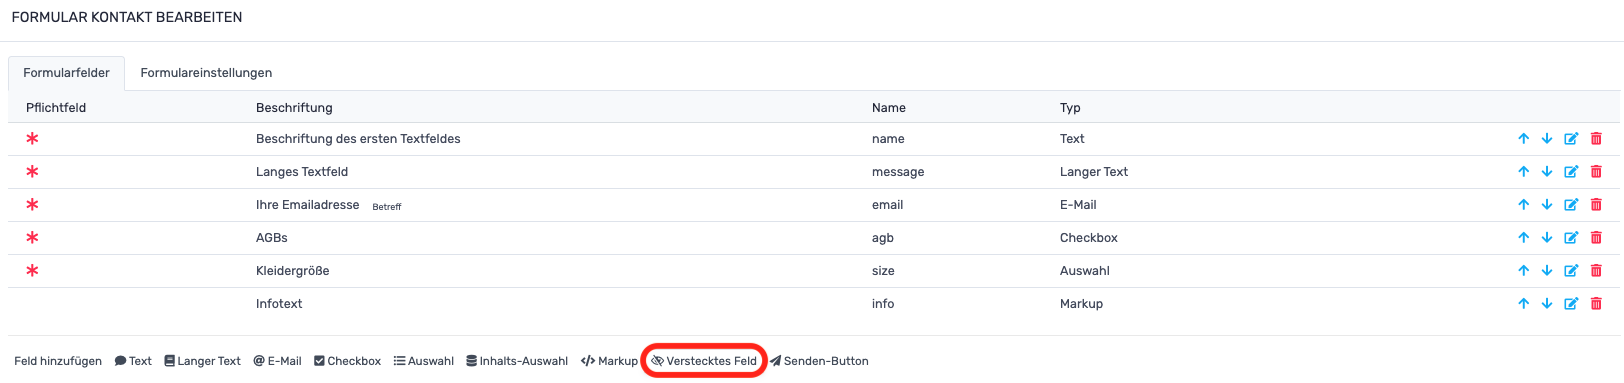 FORMULAR KONTAKT BEARBEITEN
Formularfelder Formulareinstellungen
Pflichtfeld Beschriftung Name Typ
Beschriftung des ersten Textfeldes name Text
Langes Textfeld message Langer Text
Ihre Emailadresse Betreff email E-Mail
AGBs agb Checkbox
Kleidergröße size Auswahl
Infotext info Markup
Feld hinzufügen Text Langer Text E-Mail Checkbox Auswahl Inhalts-Auswahl Markup Verstecktes Feld Senden-Button